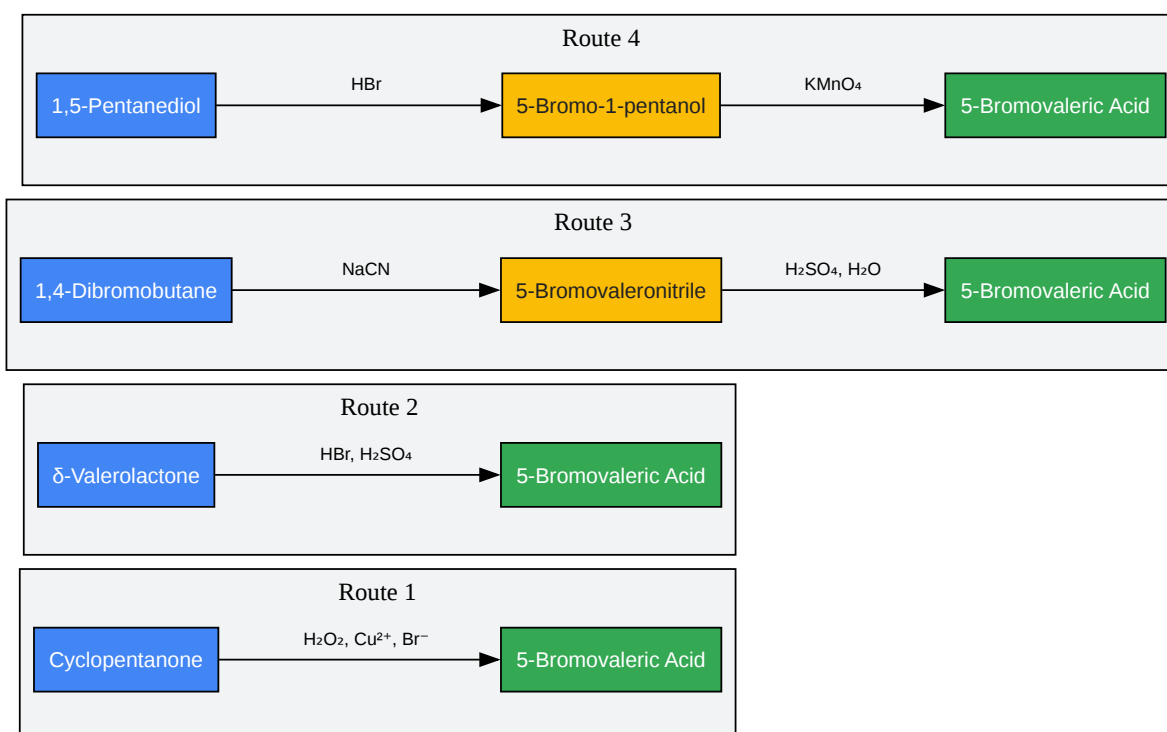 Route 4
1,5-Pentanediol
HBr
5-Bromo-1-pentanol
KMnO₄
5-Bromovaleric Acid
Route 3
1,4-Dibromobutane
NaCN
5-Bromovaleronitrile
H₂SO₄, H₂O
5-Bromovaleric Acid
Route 2
δ-Valerolactone
HBr, H₂SO₄
5-Bromovaleric Acid
Route 1
Cyclopentanone
H₂O₂, Cu²⁺, Br⁻
5-Bromovaleric Acid